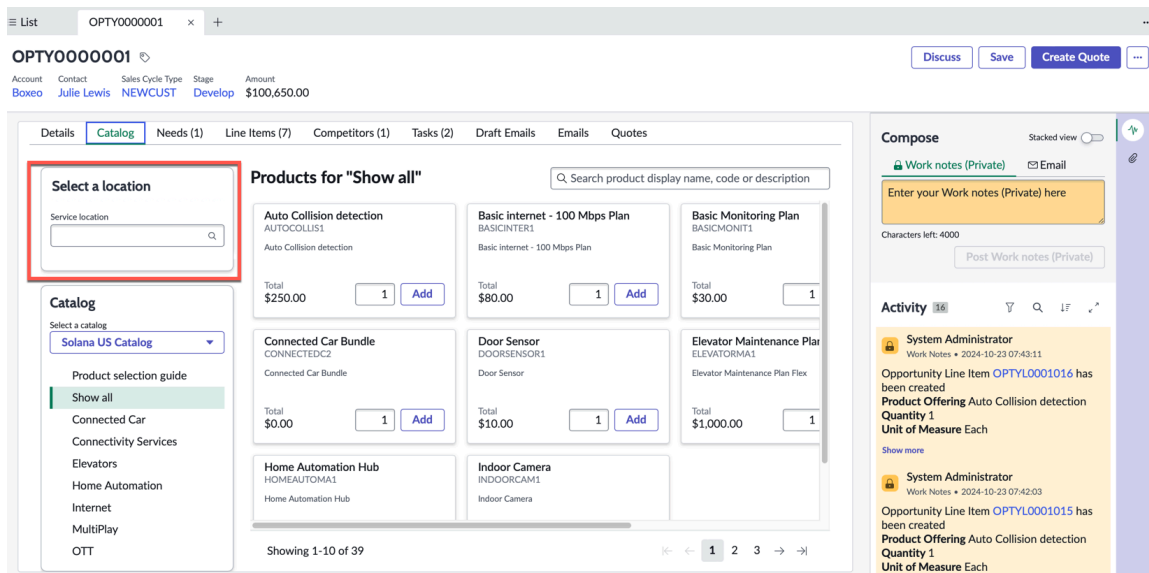 List
OPTY0000001
OPTY0000001
Discuss
Save
Create Quote
Account Contact Sales Cycle Type Stage Amount
Boxeo Julie Lewis NEWCUST Develop $100,650.00
Details Catalog Needs (1) Line Items (7) Competitors (1) Tasks (2) Draft Emails Emails Quotes
Select a location
Service location
Catalog
Select a catalog
Solana US Catalog
Product selection guide
Show all
Connected Car
Connectivity Services
Elevators
Home Automation
Internet
MultiPlay
OTT
Products for "Show all"
Search product display name, code or description
Auto Collision detection
AUTOCOLLIS1
Auto Collision detection
Total
$250.00 1 Add
Basic internet - 100 Mbps Plan
BASICINTER1
Basic internet - 100 Mbps Plan
Total
$80.00 1 Add
Basic Monitoring Plan
BASICMONIT1
Basic Monitoring Plan
Total
$30.00 1
Connected Car Bundle
CONNECTEDC2
Connected Car Bundle
Total
$0.00 1 Add
Door Sensor
DOORSENSOR1
Door Sensor
Total
$10.00 1 Add
Elevator Maintenance Plan
ELEVATORMA1
Elevator Maintenance Plan Flex
Total
$1,000.00 1
Home Automation Hub
HOMEAUTOMA1
Home Automation Hub
Indoor Camera
INDOORCAM1
Indoor Camera
Showing 1-10 of 39
1 2 3
Compose
Stacked view
Work notes (Private) Email
Enter your Work notes (Private) here
Characters left: 4000
Post Work notes (Private)
Activity 16
System Administrator
Work Notes • 2024-10-23 07:43:11
Opportunity Line Item OPTYL0001016 has
been created
Product Offering Auto Collision detection
Quantity 1
Unit of Measure Each
Show more
System Administrator
Work Notes • 2024-10-23 07:42:03
Opportunity Line Item OPTYL0001015 has
been created
Product Offering Auto Collision detection
Quantity 1
Unit of Measure Each